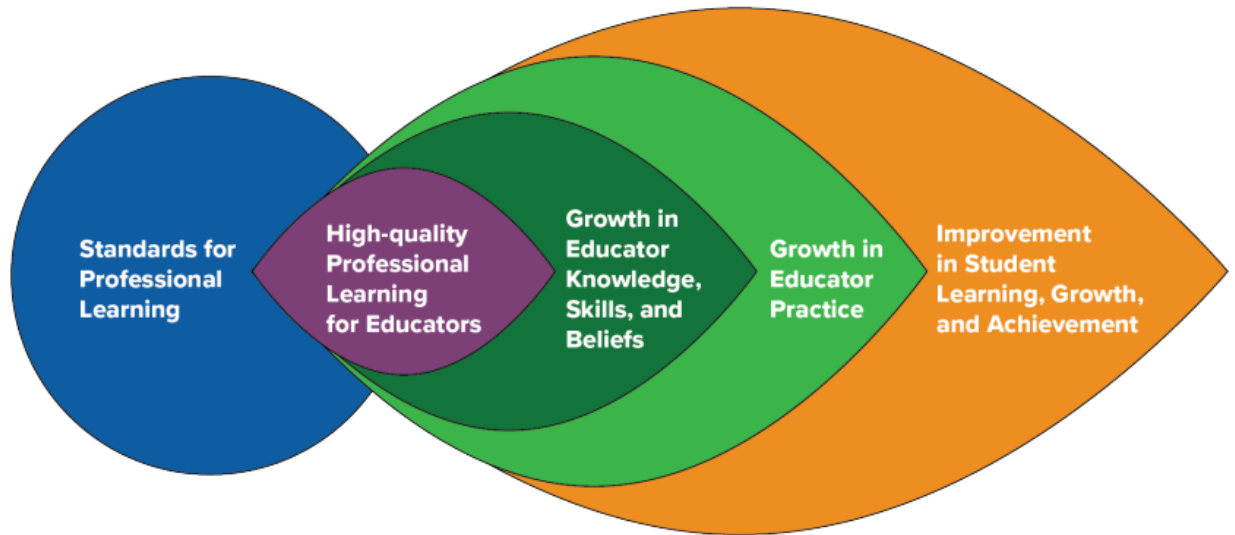 Standards for
Professional
Learning
High-quality
Professional
Learning
for Educators
Growth in
Educator
Knowledge,
Skills, and
Beliefs
Growth in
Educator
Practice
Improvement
in Student
Learning, Growth,
and Achievement